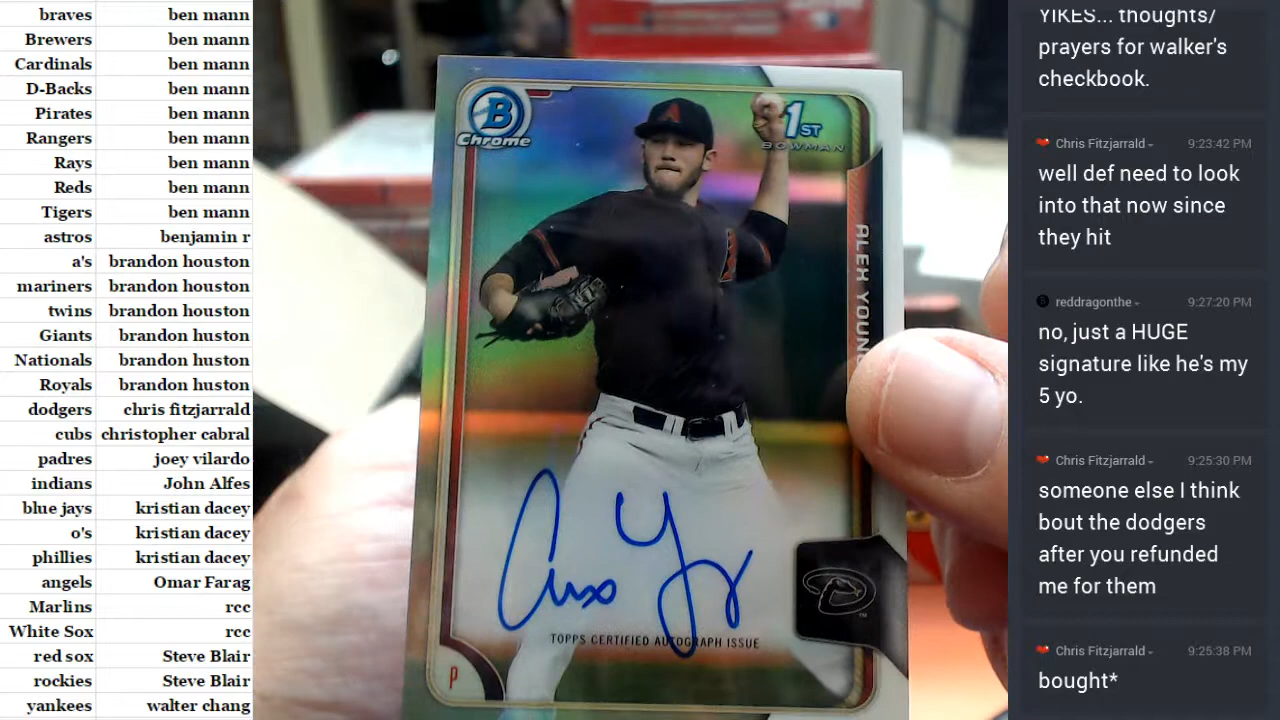 braves ben mann
Brewers ben mann
Cardinals ben mann
D-Backs ben mann
Pirates ben mann
Rangers ben mann
Rays ben mann
Reds ben mann
Tigers ben mann
astros benjamin r
a's brandon houston
mariners brandon houston
twins brandon houston
Giants brandon huston
Nationals brandon huston
Royals brandon huston
dodgers chris fitzjarrald
cubs christopher cabral
padres joey vilardo
indians John Alfes
blue jays kristian dacey
o's kristian dacey
phillies kristian dacey
angels Omar Farag
Marlins rcc
White Sox rcc
red sox Steve Blair
rockies Steve Blair
yankees walter chang
B
Chrome
1ST
BOWMAN
A
ALEX YOUNG
Alex Young
TOPPS CERTIFIED AUTOGRAPH ISSUE
P
D
TM
YIKES... thoughts/
prayers for walker's
checkbook.
Chris Fitzjarrald 9:23:42 PM
well def need to look
into that now since
they hit
reddragonthe 9:27:20 PM
no, just a HUGE
signature like he's my
5 yo.
Chris Fitzjarrald 9:25:30 PM
someone else I think
bout the dodgers
after you refunded
me for them
Chris Fitzjarrald 9:25:38 PM
bought*